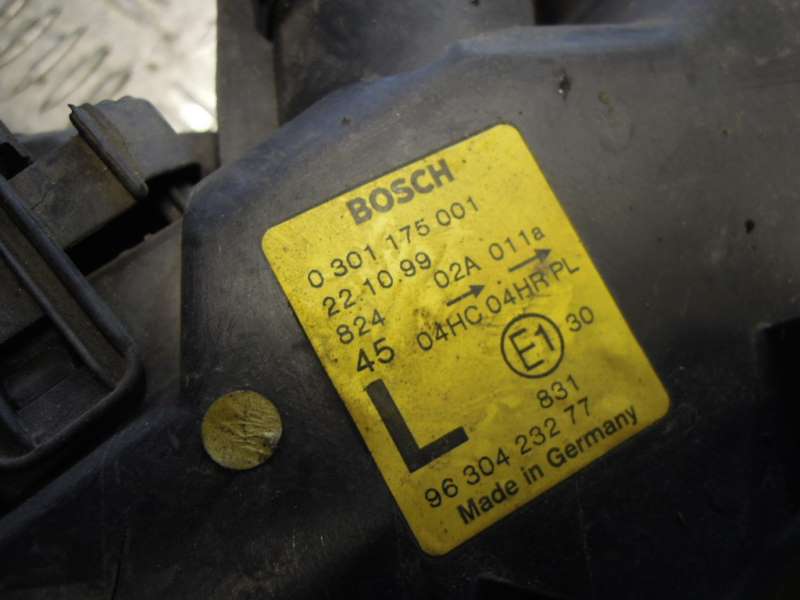 BOSCH
0 301 175 001
22.10.99 02A 011a
824 → →
45 04HC 04HR PL
L E1 30
831
96 304 232 77
Made in Germany